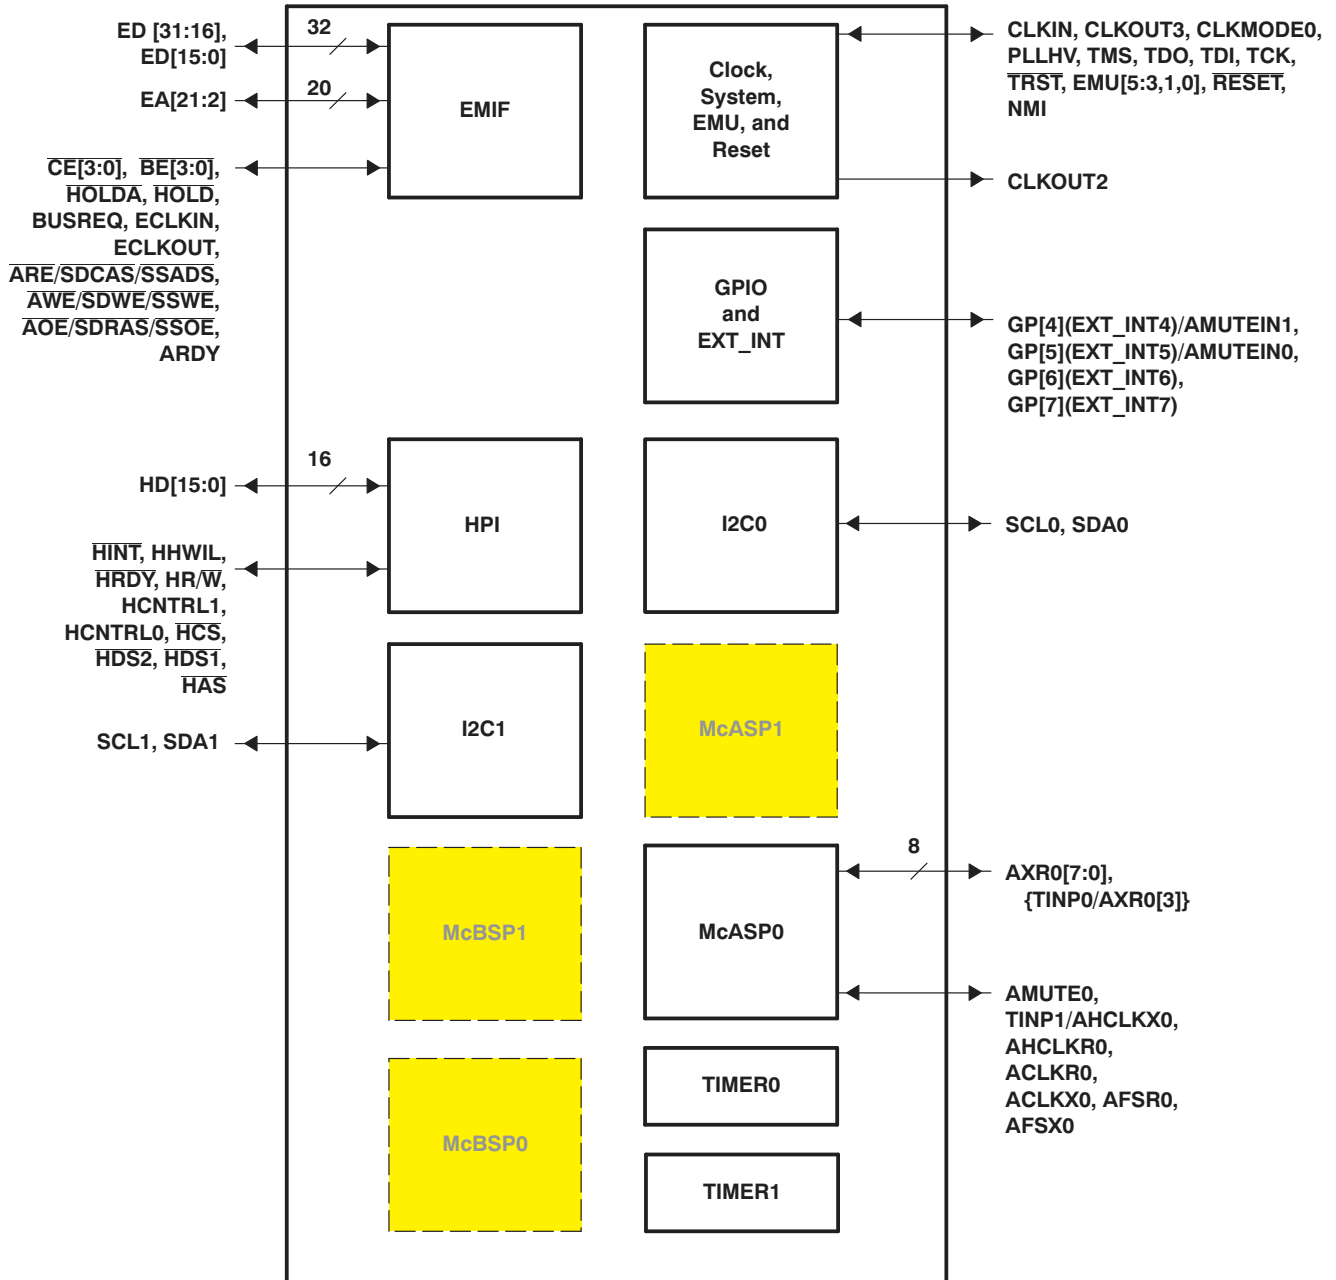 ED [31:16],
ED[15:0]
32
EA[21:2]
20
CE[3:0], BE[3:0],
HOLDA, HOLD,
BUSREQ, ECLKIN,
ECLKOUT,
ARE/SDCAS/SSADS,
AWE/SDWE/SSWE,
AOE/SDRAS/SSOE,
ARDY
EMIF
Clock,
System,
EMU, and
Reset
CLKIN, CLKOUT3, CLKMODE0,
PLLHV, TMS, TDO, TDI, TCK,
TRST, EMU[5:3,1,0], RESET,
NMI
CLKOUT2
GPIO
and
EXT_INT
GP[4](EXT_INT4)/AMUTEIN1,
GP[5](EXT_INT5)/AMUTEIN0,
GP[6](EXT_INT6),
GP[7](EXT_INT7)
HD[15:0]
16
HINT, HHWIL,
HRDY, HR/W,
HCNTRL1,
HCNTRL0, HCS,
HDS2, HDS1,
HAS
HPI
I2C0
SCL0, SDA0
SCL1, SDA1
I2C1
McASP1
McBSP1
McASP0
8
AXR0[7:0],
{TINP0/AXR0[3]}
AMUTE0,
TINP1/AHCLKX0,
AHCLKR0,
ACLKR0,
ACLKX0, AFSR0,
AFSX0
McBSP0
TIMER0
TIMER1